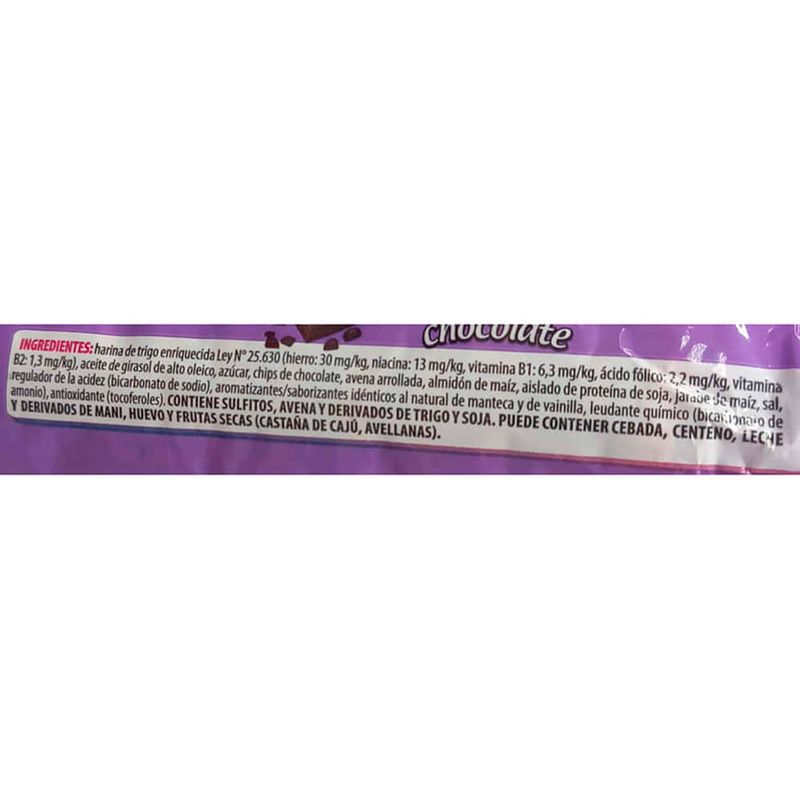 chocolate
INGREDIENTES: harina de trigo enriquecida Ley N° 25.630 (hierro: 30 mg/kg, niacina: 13 mg/kg, vitamina B1: 6,3 mg/kg, ácido fólico: 2,2 mg/kg, vitamina
B2: 1,3 mg/kg), aceite de girasol de alto oleico, azúcar, chips de chocolate, avena arrollada, almidón de maíz, aislado de proteína de soja, jarabe de maíz, sal,
regulador de la acidez (bicarbonato de sodio), aromatizantes/saborizantes idénticos al natural de manteca y de vainilla, leudante químico (bicarbonato de
amonio), antioxidante (tocoferoles). CONTIENE SULFITOS, AVENA Y DERIVADOS DE TRIGO Y SOJA. PUEDE CONTENER CEBADA, CENTENO, LECHE
Y DERIVADOS DE MANI, HUEVO Y FRUTAS SECAS (CASTAÑA DE CAJÚ, AVELLANAS).